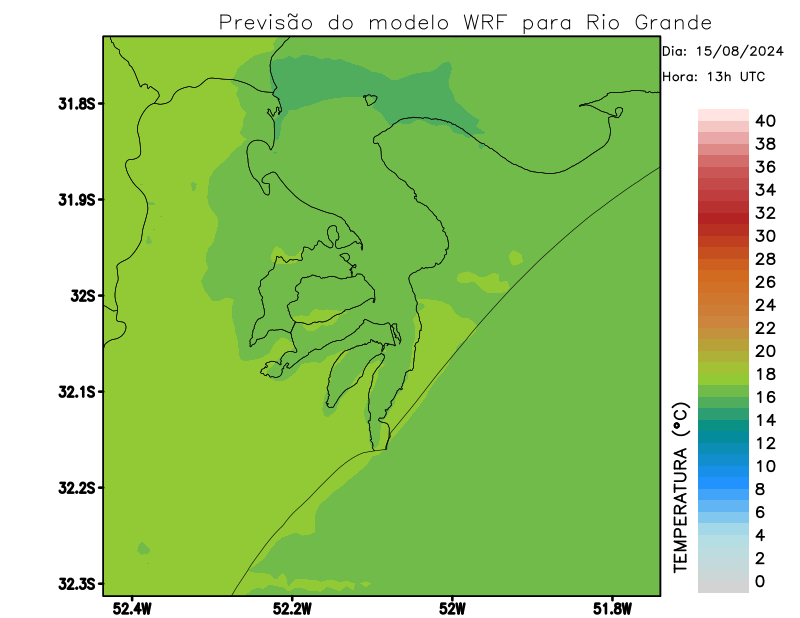 Previsão do modelo WRF para Rio Grande
Dia: 15/08/2024
Hora: 13h UTC
31.8S
31.9S
32S
32.1S
32.2S
32.3S
52.4W
52.2W
52W
51.8W
TEMPERATURA (°C)
40
38
36
34
32
30
28
26
24
22
20
18
16
14
12
10
8
6
4
2
0